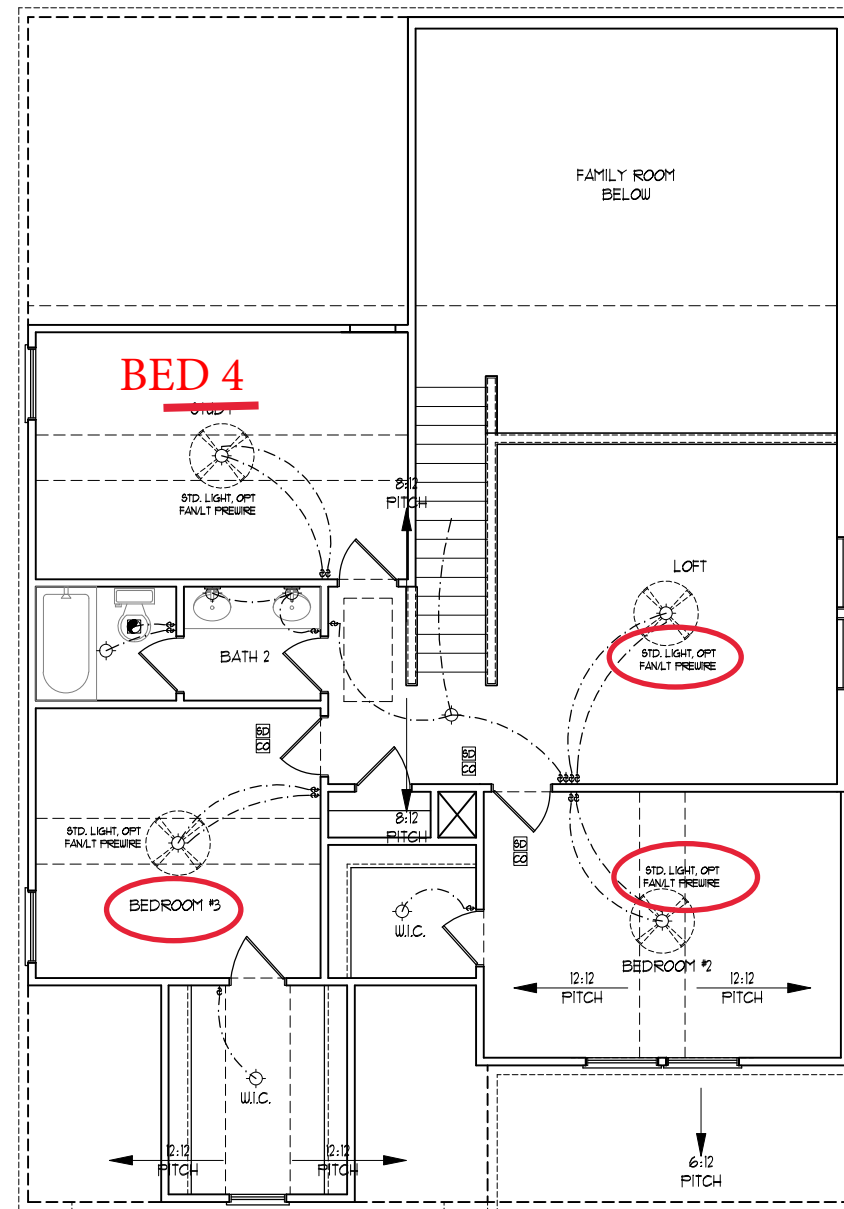 FAMILY ROOM
BELOW
BED 4
STUDY
STD. LIGHT, OPT
FAN/LT PREWIRE
8:12
PITCH
LOFT
STD. LIGHT, OPT
FAN/LT PREWIRE
BATH 2
SD
CO
SD
CO
STD. LIGHT, OPT
FAN/LT PREWIRE
BEDROOM #3
8:12
PITCH
SD
CO
STD. LIGHT, OPT
FAN/LT PREWIRE
W.I.C.
BEDROOM #2
12:12
PITCH
12:12
PITCH
W.I.C.
12:12
PITCH
12:12
PITCH
6:12
PITCH